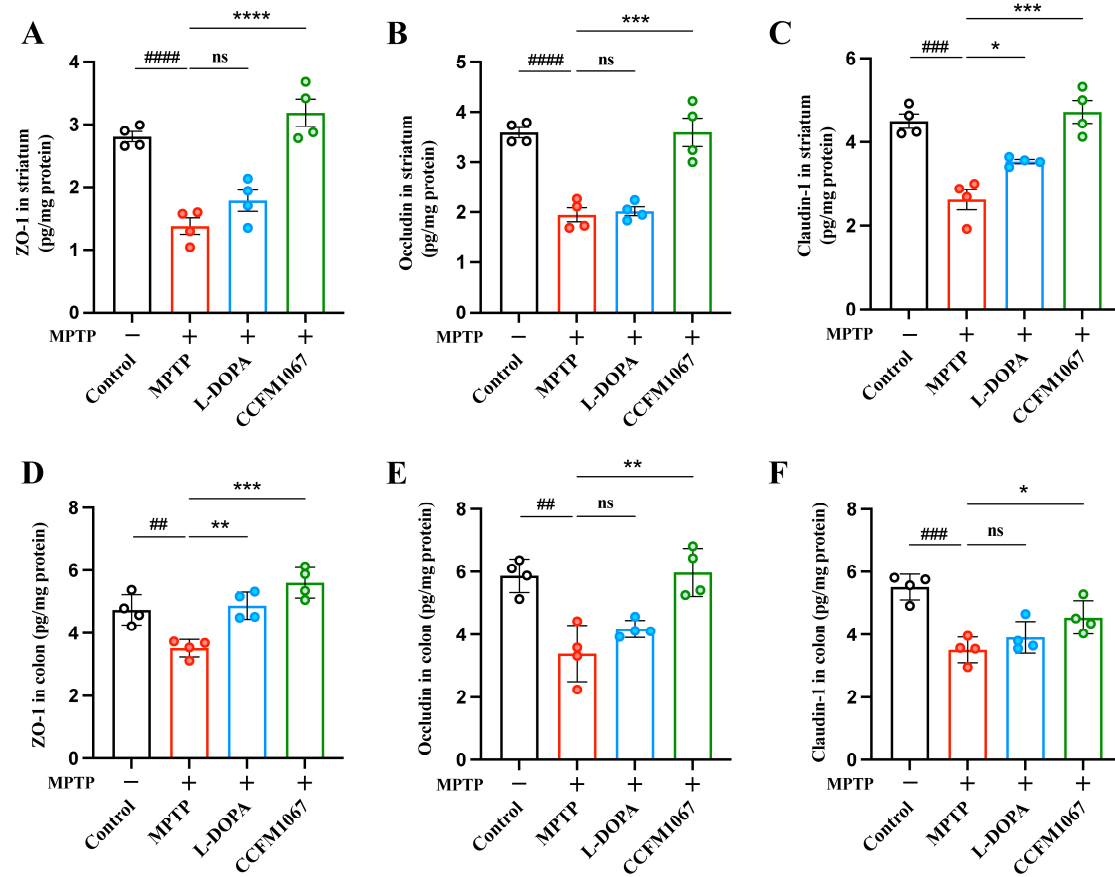 A
****
####
ns
ZO-1 in striatum
(pg/mg protein)
4
3
2
1
0
MPTP
− + + +
Control
MPTP
L-DOPA
CCFM1067
B
***
####
ns
Occludin in striatum
(pg/mg protein)
5
4
3
2
1
0
MPTP
− + + +
Control
MPTP
L-DOPA
CCFM1067
C
***
###
*
Claudin-1 in striatum
(pg/mg protein)
6
4
2
0
MPTP
− + + +
Control
MPTP
L-DOPA
CCFM1067
D
***
##
**
ZO-1 in colon (pg/mg protein)
8
6
4
2
0
MPTP
− + + +
Control
MPTP
L-DOPA
CCFM1067
E
**
##
ns
Occludin in colon (pg/mg protein)
8
6
4
2
0
MPTP
− + + +
Control
MPTP
L-DOPA
CCFM1067
F
*
###
ns
Claudin-1 in colon (pg/mg protein)
8
6
4
2
0
MPTP
− + + +
Control
MPTP
L-DOPA
CCFM1067